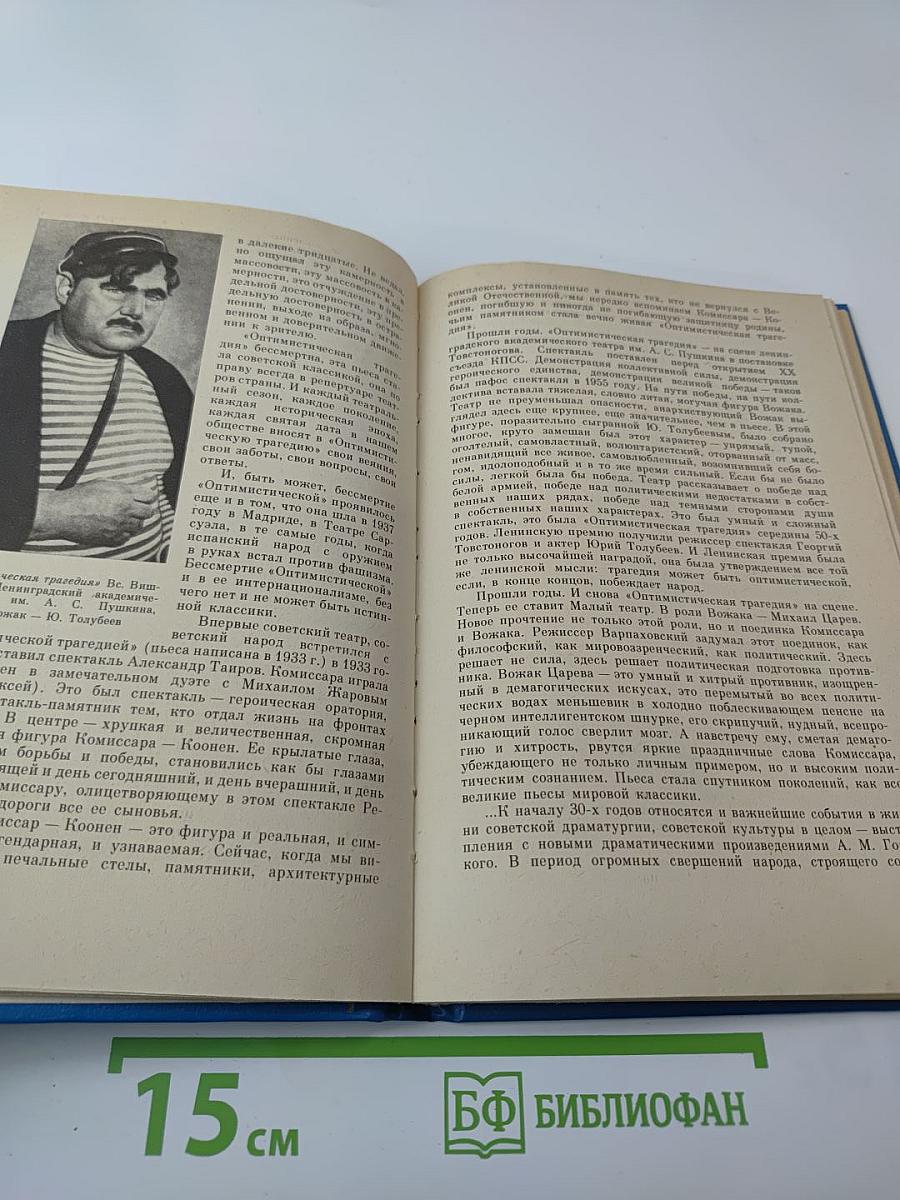 в далекие тридцатые. Не
но ощущал эту камерность в
массовости, эту массовость в ка-
мерности, это отчуждение в пре-
дельной достоверности, эту пре-
дельную достоверность в остра-
нении, выходе на образ, мгно-
венном и доверительном движе-
нии к зрителю.
«Оптимистическая траге-
дия» бессмертна, эта пьеса ста-
ла советской классикой, она по
праву всегда в репертуаре теат-
ров страны. И каждый театраль-
ный сезон, каждое поколение,
каждая историческая эпоха,
каждая святая дата в нашем
обществе вносят в «Оптимисти-
ческую трагедию» свои веяния,
свои заботы, свои вопросы, свои
ответы.
И, быть может, бессмертие
«Оптимистической» проявилось
еще и в том, что она шла в 1937
году в Мадриде, в Театре Сар-
суэла, в те самые годы, когда
испанский народ с оружием
в руках встал против фашизма.
Бессмертие «Оптимистической»
и в ее интернационализме, без
чего нет и не может быть истин-
ной классики.
Впервые советский театр, со-
ветский народ встретился с
ческая трагедия» Вс. Виш-
Ленинградский академиче-
им. А. С. Пушкина,
ожак — Ю. Толубеев
ической трагедией» (пьеса написана в 1933 г.) в 1933 го-
ставил спектакль Александр Таиров. Комиссара играла
ен в замечательном дуэте с Михаилом Жаровым
ксей). Это был спектакль — героическая оратория,
такль-памятник тем, кто отдал жизнь на фронтах
В центре — хрупкая и величественная, скромная
я фигура Комиссара — Коонен. Ее крылатые глаза,
м борьбы и победы, становились как бы глазами
ящей и день сегодняшний, и день вчерашний, и день
миссару, олицетворяющему в этом спектакле Ре-
дороги все ее сыновья.
иссар — Коонен — это фигура и реальная, и сим-
гендарная, и узнаваемая. Сейчас, когда мы ви-
печальные стелы, памятники, архитектурные
комплексы, установленные в память тех, кто не вернулся с Ве-
ликой Отечественной, мы нередко вспоминаем Комиссара — Ко-
онен, погибшую и никогда не погибающую защитницу родины,
чьим памятником стала вечно живая «Оптимистическая траге-
дия».
Прошли годы. «Оптимистическая трагедия» — на сцене ленин-
градского академического театра им. А. С. Пушкина в постановке
Товстоногова. Спектакль поставлен перед открытием XX
съезда КПСС. Демонстрация коллективной силы, демонстрация
героического единства, демонстрация великой победы — таков
был пафос спектакля в 1955 году. На пути победы, на пути кол-
лектива вставала тяжелая, словно литая, могучая фигура Вожака.
Театр не преуменьшал опасности, анархиствующий Вожак вы-
глядел здесь еще крупнее, еще значительнее, чем в пьесе. В этой
фигуре, поразительно сыгранной Ю. Толубеевым, было собрано
многое, круто замешан был этот характер — упрямый, тупой,
оголтелый, самовластный, волюнтаристский, оторванный от масс,
ненавидящий все живое, самовлюбленный, возомнивший себя бо-
гом, идолоподобный и в то же время сильный. Если бы не было
силы, легкой была бы победа. Театр рассказывает о победе над
белой армией, победе над политическими недостатками в собст-
венных наших рядах, победе над темными сторонами души
в собственных наших характерах. Это был умный и сложный
спектакль, это была «Оптимистическая трагедия» середины 50-х
годов. Ленинскую премию получили режиссер спектакля Георгий
Товстоногов и актер Юрий Толубеев. И Ленинская премия была
не только высочайшей наградой, она была утверждением все той
же ленинской мысли: трагедия может быть оптимистической,
если, в конце концов, побеждает народ.
Прошли годы. И снова «Оптимистическая трагедия» на сцене.
Теперь ее ставит Малый театр. В роли Вожака — Михаил Царев.
Новое прочтение не только этой роли, но и поединка Комиссара
и Вожака. Режиссер Варпаховский задумал этот поединок, как
философский, как мировоззренческий, как политический. Здесь
решает не сила, здесь решает политическая подготовка против-
ника. Вожак Царева — это умный и хитрый противник, изощрен-
ный в демагогических искусах, это перемытый во всех полити-
ческих водах меньшевик в холодно поблескивающем пенсне на
черном интеллигентском шнурке, его скрипучий, нудный, всепро-
никающий голос сверлит мозг. А навстречу ему, сметая демаго-
гию и хитрость, рвутся яркие праздничные слова Комиссара,
убеждающего не только личным примером, но и высоким поли-
тическим сознанием. Пьеса стала спутником поколений, как все
великие пьесы мировой классики.
...К началу 30-х годов относятся и важнейшие события в жи
ни советской драматургии, советской культуры в целом — выст
пления с новыми драматическими произведениями А. М. Го
кого. В период огромных свершений народа, строящего со
15 см
БФ БИБЛИОФАН